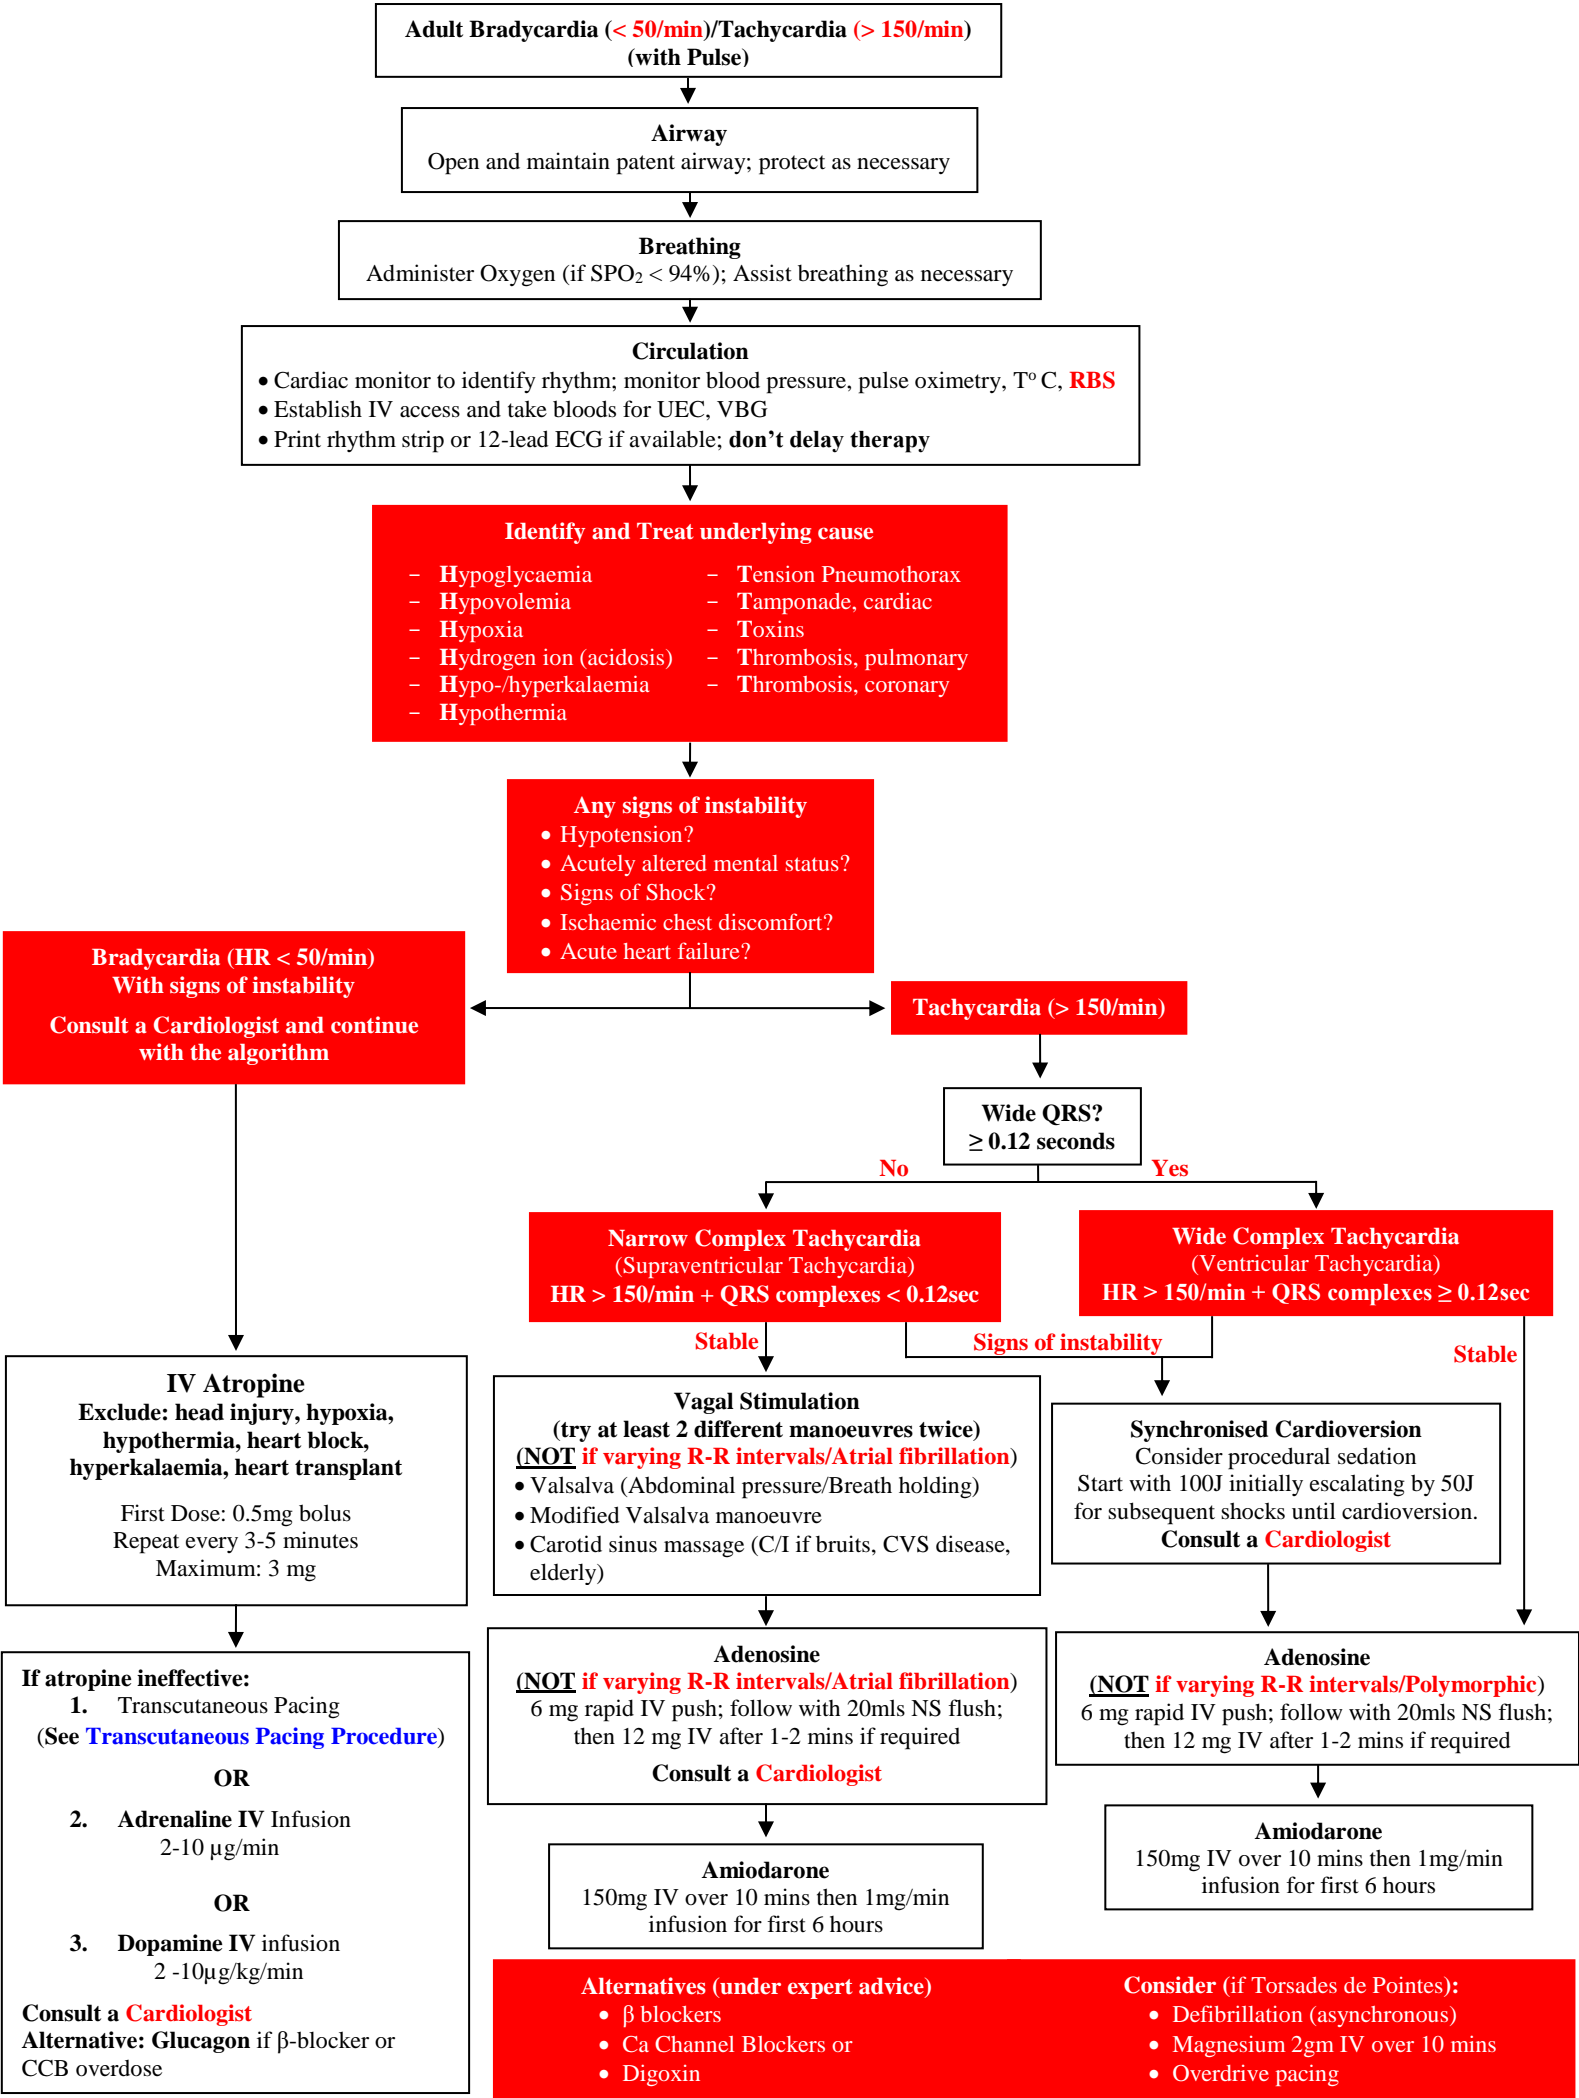 Adult Bradycardia (< 50/min)/Tachycardia (> 150/min)
(with Pulse)
Airway
Open and maintain patent airway; protect as necessary
Breathing
Administer Oxygen (if SPO₂ < 94%); Assist breathing as necessary
Circulation
• Cardiac monitor to identify rhythm; monitor blood pressure, pulse oximetry, Tº C, RBS
• Establish IV access and take bloods for UEC, VBG
• Print rhythm strip or 12-lead ECG if available; don’t delay therapy
Identify and Treat underlying cause
− Hypoglycaemia
− Hypovolemia
− Hypoxia
− Hydrogen ion (acidosis)
− Hypo-/hyperkalaemia
− Hypothermia
− Tension Pneumothorax
− Tamponade, cardiac
− Toxins
− Thrombosis, pulmonary
− Thrombosis, coronary
Any signs of instability
• Hypotension?
• Acutely altered mental status?
• Signs of Shock?
• Ischaemic chest discomfort?
• Acute heart failure?
Bradycardia (HR < 50/min)
With signs of instability
Consult a Cardiologist and continue
with the algorithm
Tachycardia (> 150/min)
Wide QRS?
≥ 0.12 seconds
No
Yes
Narrow Complex Tachycardia
(Supraventricular Tachycardia)
HR > 150/min + QRS complexes < 0.12sec
Wide Complex Tachycardia
(Ventricular Tachycardia)
HR > 150/min + QRS complexes ≥ 0.12sec
Stable
Signs of instability
Stable
IV Atropine
Exclude: head injury, hypoxia,
hypothermia, heart block,
hyperkalaemia, heart transplant
First Dose: 0.5mg bolus
Repeat every 3-5 minutes
Maximum: 3 mg
Vagal Stimulation
(try at least 2 different manoeuvres twice)
(NOT if varying R-R intervals/Atrial fibrillation)
• Valsalva (Abdominal pressure/Breath holding)
• Modified Valsalva manoeuvre
• Carotid sinus massage (C/I if bruits, CVS disease,
elderly)
Synchronised Cardioversion
Consider procedural sedation
Start with 100J initially escalating by 50J
for subsequent shocks until cardioversion.
Consult a Cardiologist
If atropine ineffective:
1. Transcutaneous Pacing
(See Transcutaneous Pacing Procedure)
OR
2. Adrenaline IV Infusion
2-10 µg/min
OR
3. Dopamine IV infusion
2 -10µg/kg/min
Consult a Cardiologist
Alternative: Glucagon if β-blocker or
CCB overdose
Adenosine
(NOT if varying R-R intervals/Atrial fibrillation)
6 mg rapid IV push; follow with 20mls NS flush;
then 12 mg IV after 1-2 mins if required
Consult a Cardiologist
Adenosine
(NOT if varying R-R intervals/Polymorphic)
6 mg rapid IV push; follow with 20mls NS flush;
then 12 mg IV after 1-2 mins if required
Amiodarone
150mg IV over 10 mins then 1mg/min
infusion for first 6 hours
Amiodarone
150mg IV over 10 mins then 1mg/min
infusion for first 6 hours
Alternatives (under expert advice)
• β blockers
• Ca Channel Blockers or
• Digoxin
Consider (if Torsades de Pointes):
• Defibrillation (asynchronous)
• Magnesium 2gm IV over 10 mins
• Overdrive pacing